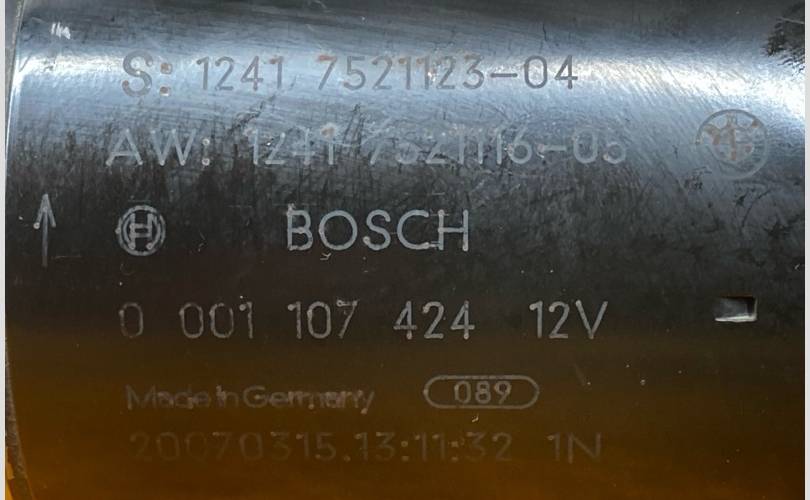 S: 1241 7521123-04
AW: 1241 7521116-05
BOSCH
0 001 107 424 12V
Made in Germany 089
20070315.13:11:32 1N